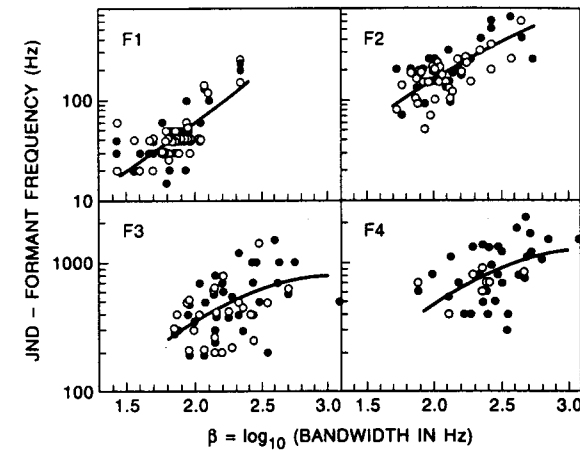 F1
F2
100
10
F3
F4
1000
100
JND – FORMANT FREQUENCY (Hz)
1.5 2.0 2.5 3.0 1.5 2.0 2.5 3.0
β = log10 (BANDWIDTH IN Hz)